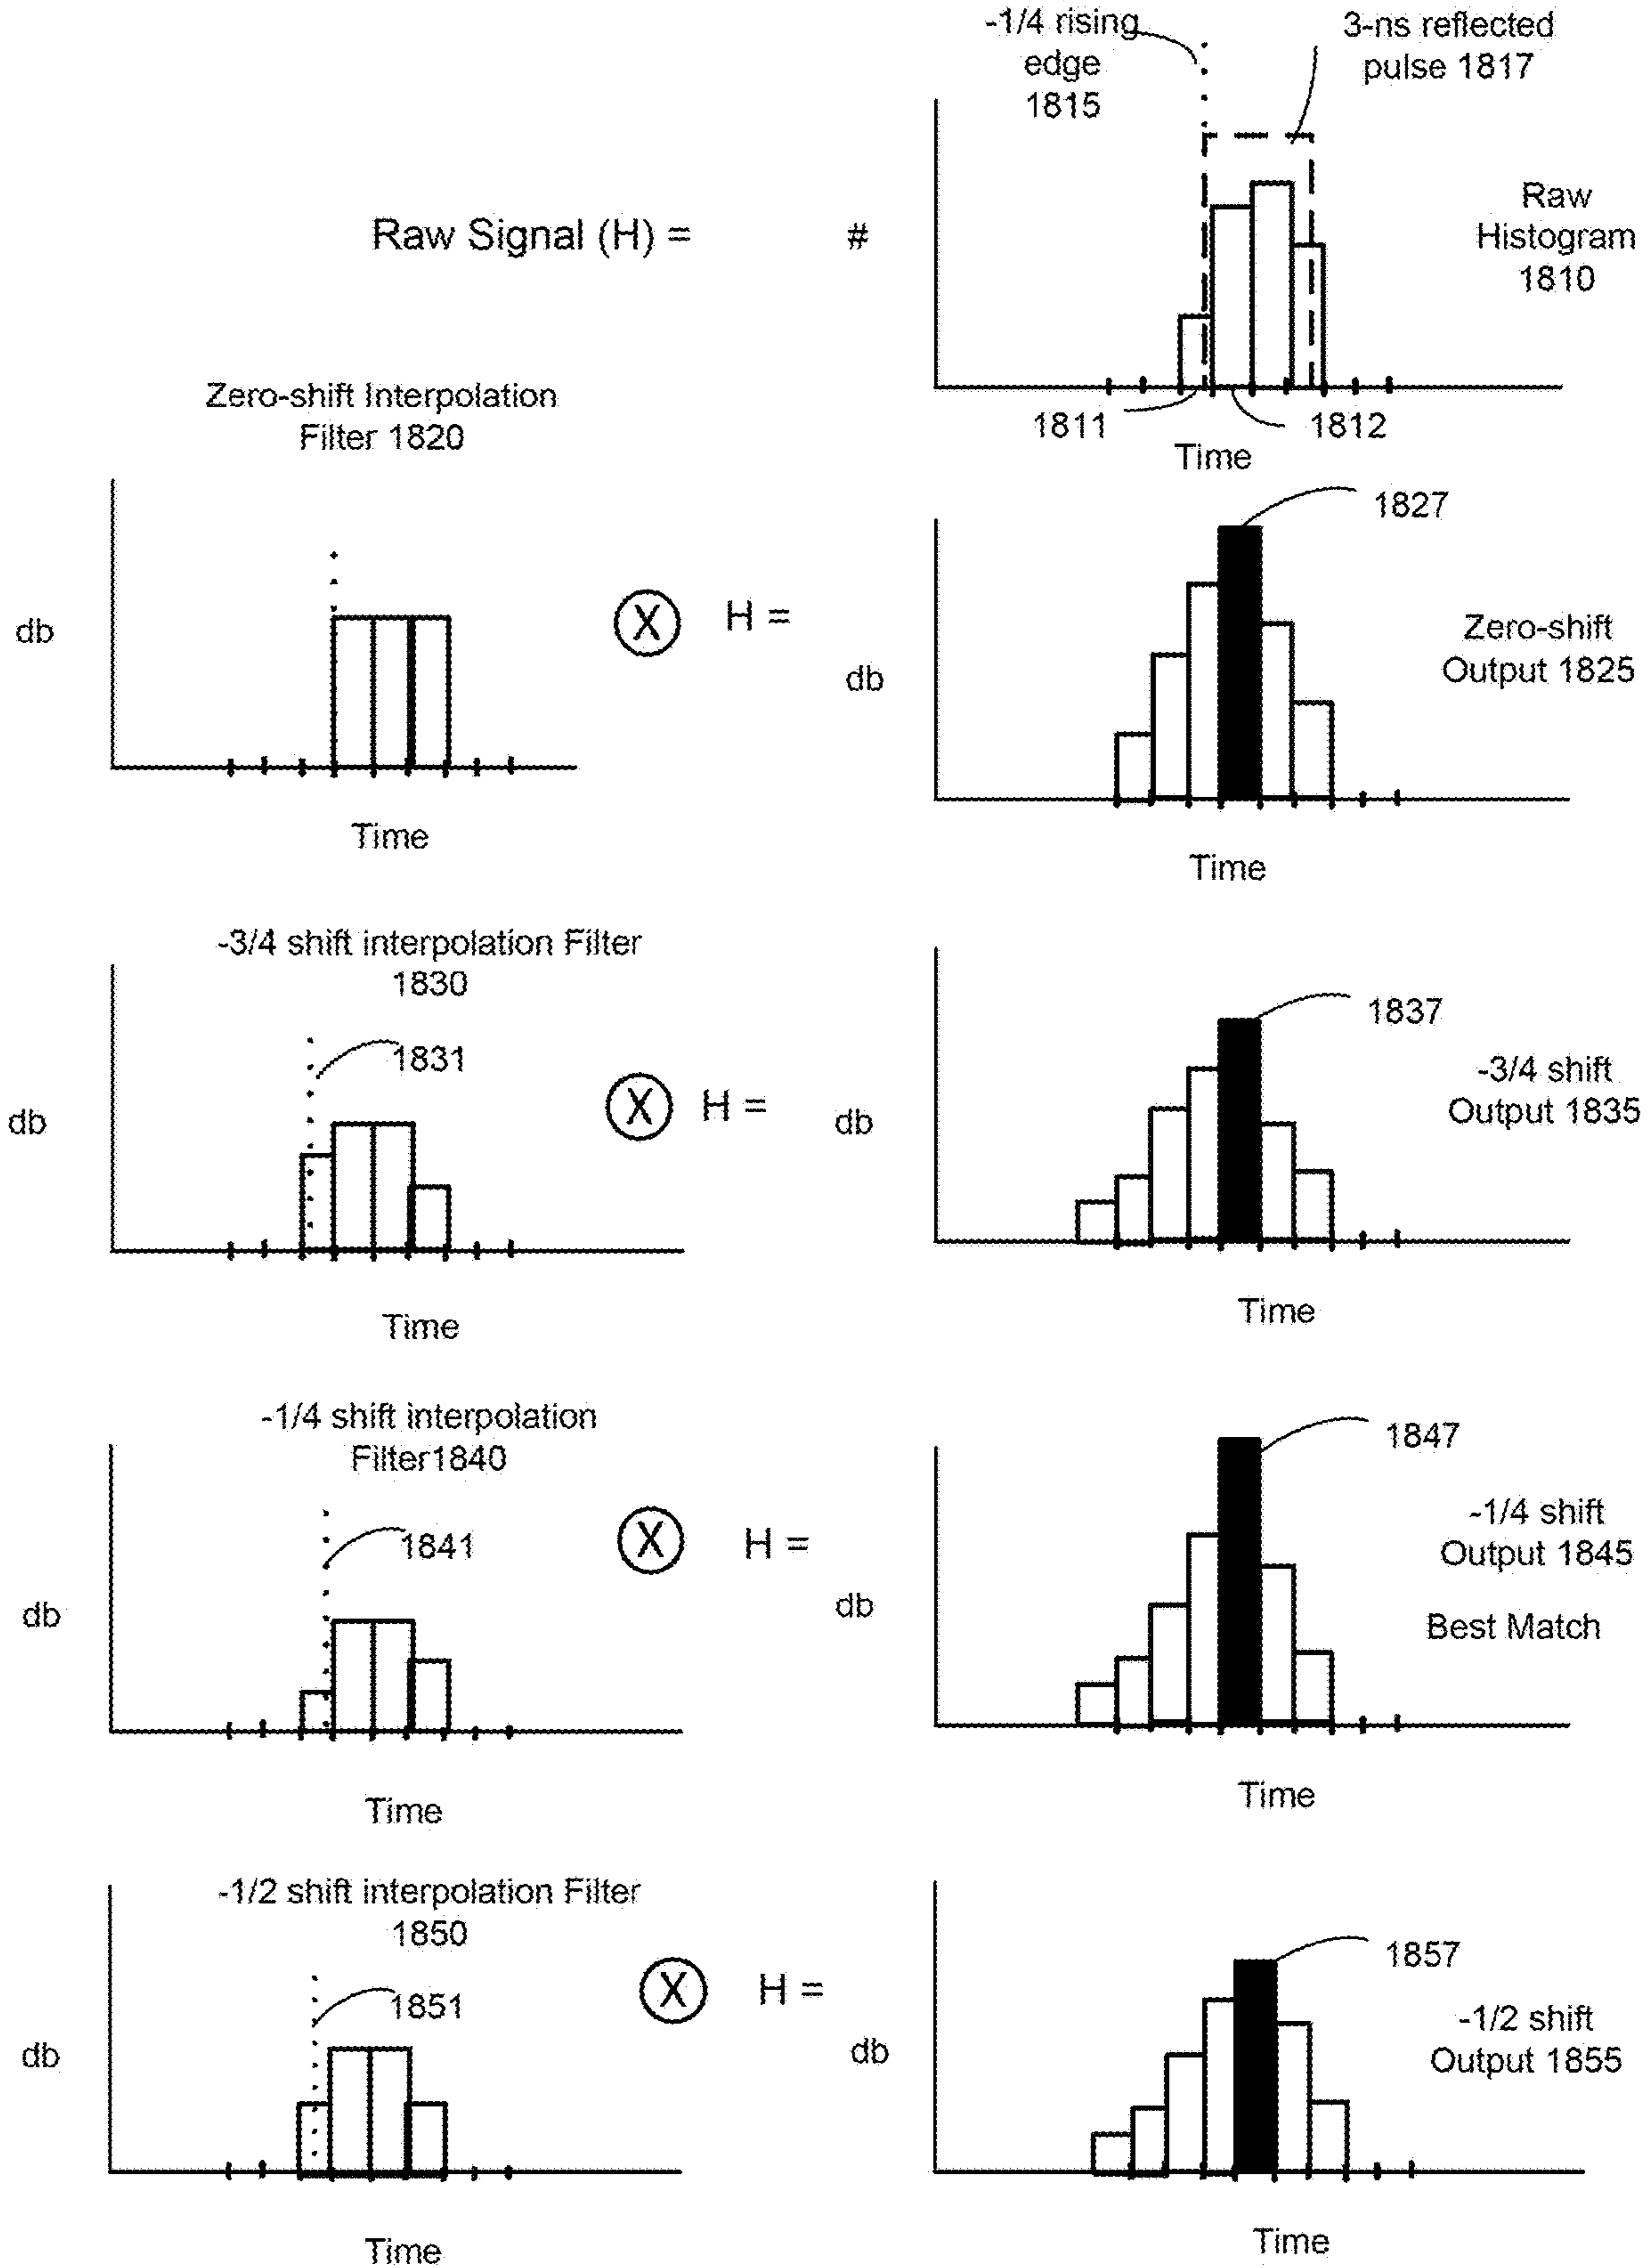 -1/4 rising
edge
1815
3-ns reflected
pulse 1817
Raw Signal (H) =
#
Raw
Histogram
1810
1811
1812
Time
Zero-shift Interpolation
Filter 1820
db
Time
X
H =
db
1827
Zero-shift
Output 1825
Time
-3/4 shift interpolation Filter
1830
1831
db
Time
X
H =
db
1837
-3/4 shift
Output 1835
Time
-1/4 shift interpolation
Filter1840
1841
db
Time
X
H =
db
1847
-1/4 shift
Output 1845
Best Match
Time
-1/2 shift interpolation Filter
1850
1851
db
Time
X
H =
db
1857
-1/2 shift
Output 1855
Time